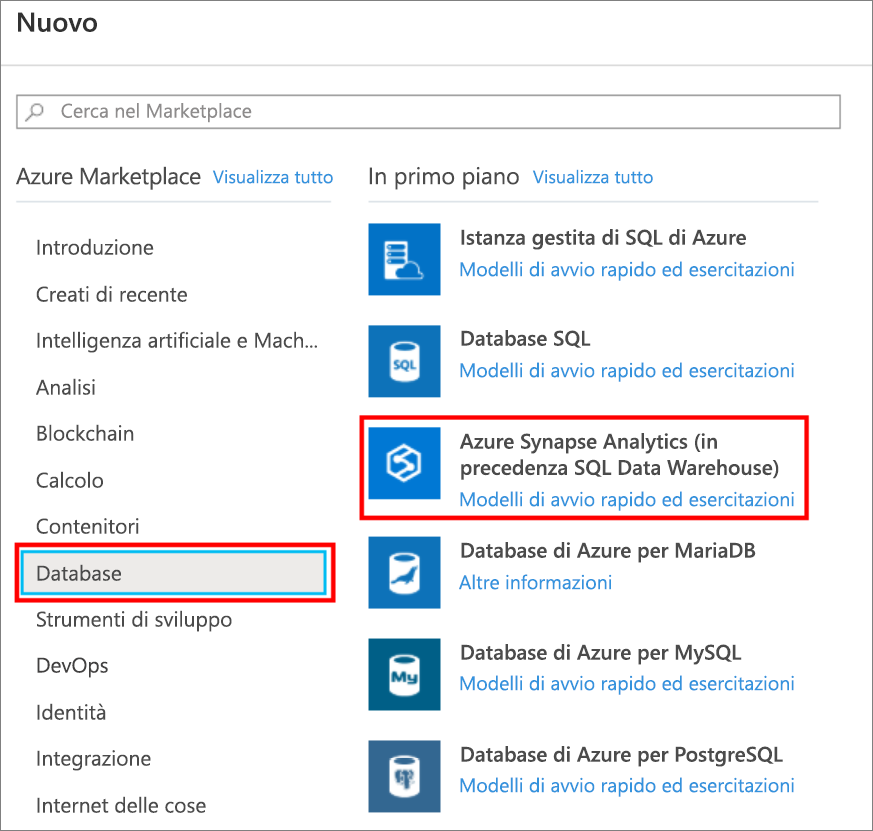 Nuovo
Cerca nel Marketplace
Azure Marketplace Visualizza tutto
Introduzione
Creati di recente
Intelligenza artificiale e Mach...
Analisi
Blockchain
Calcolo
Contenitori
Database
Strumenti di sviluppo
DevOps
Identità
Integrazione
Internet delle cose
In primo piano Visualizza tutto
Istanza gestita di SQL di Azure
Modelli di avvio rapido ed esercitazioni
SQL
Database SQL
Modelli di avvio rapido ed esercitazioni
Azure Synapse Analytics (in
precedenza SQL Data Warehouse)
Modelli di avvio rapido ed esercitazioni
Database di Azure per MariaDB
Altre informazioni
My
Database di Azure per MySQL
Modelli di avvio rapido ed esercitazioni
Database di Azure per PostgreSQL
Modelli di avvio rapido ed esercitazioni